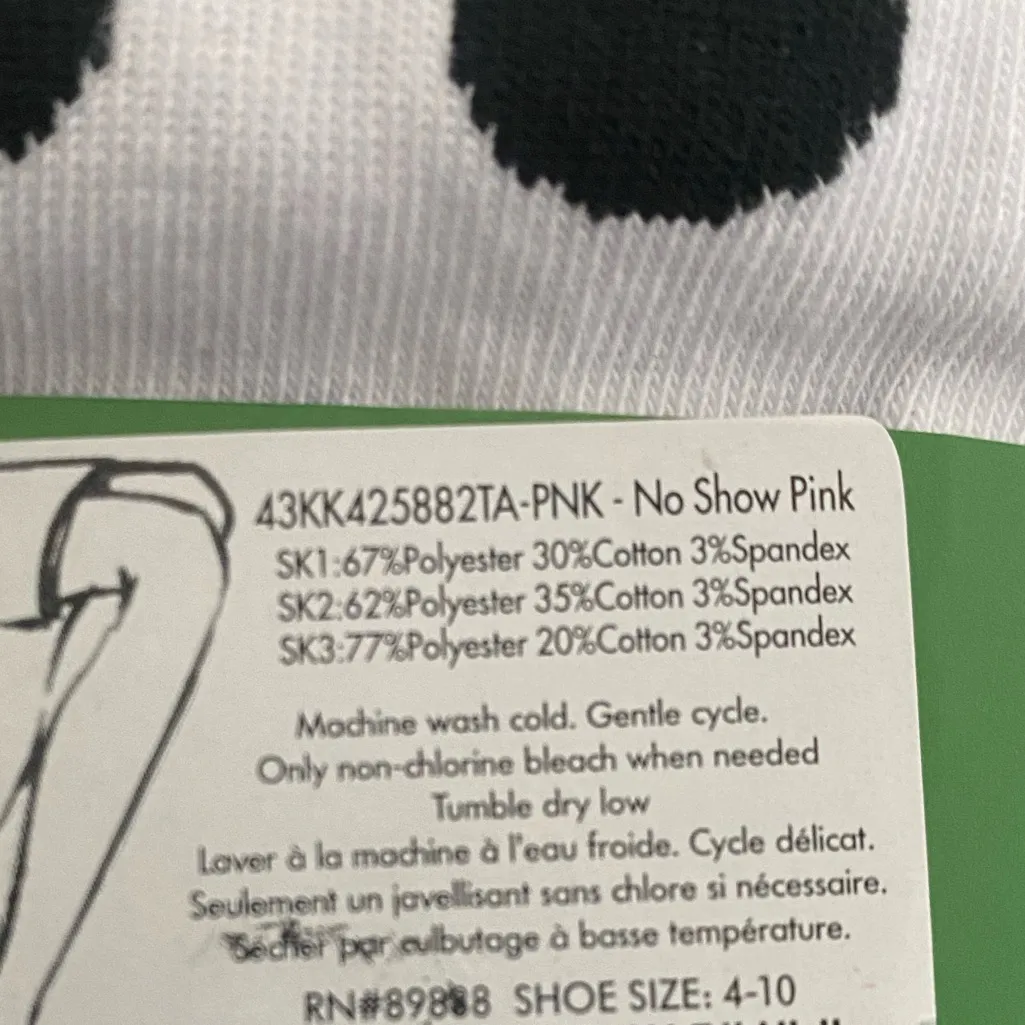 43KK425882TA-PNK - No Show Pink
SK1:67%Polyester 30%Cotton 3%Spandex
SK2:62%Polyester 35%Cotton 3%Spandex
SK3:77%Polyester 20%Cotton 3%Spandex
Machine wash cold. Gentle cycle.
Only non-chlorine bleach when needed
Tumble dry low
Laver à la machine à l'eau froide. Cycle délicat.
Seulement un javellisant sans chlore si nécessaire.
Sécher par culbutage à basse température.
SHOE SIZE: 4-10